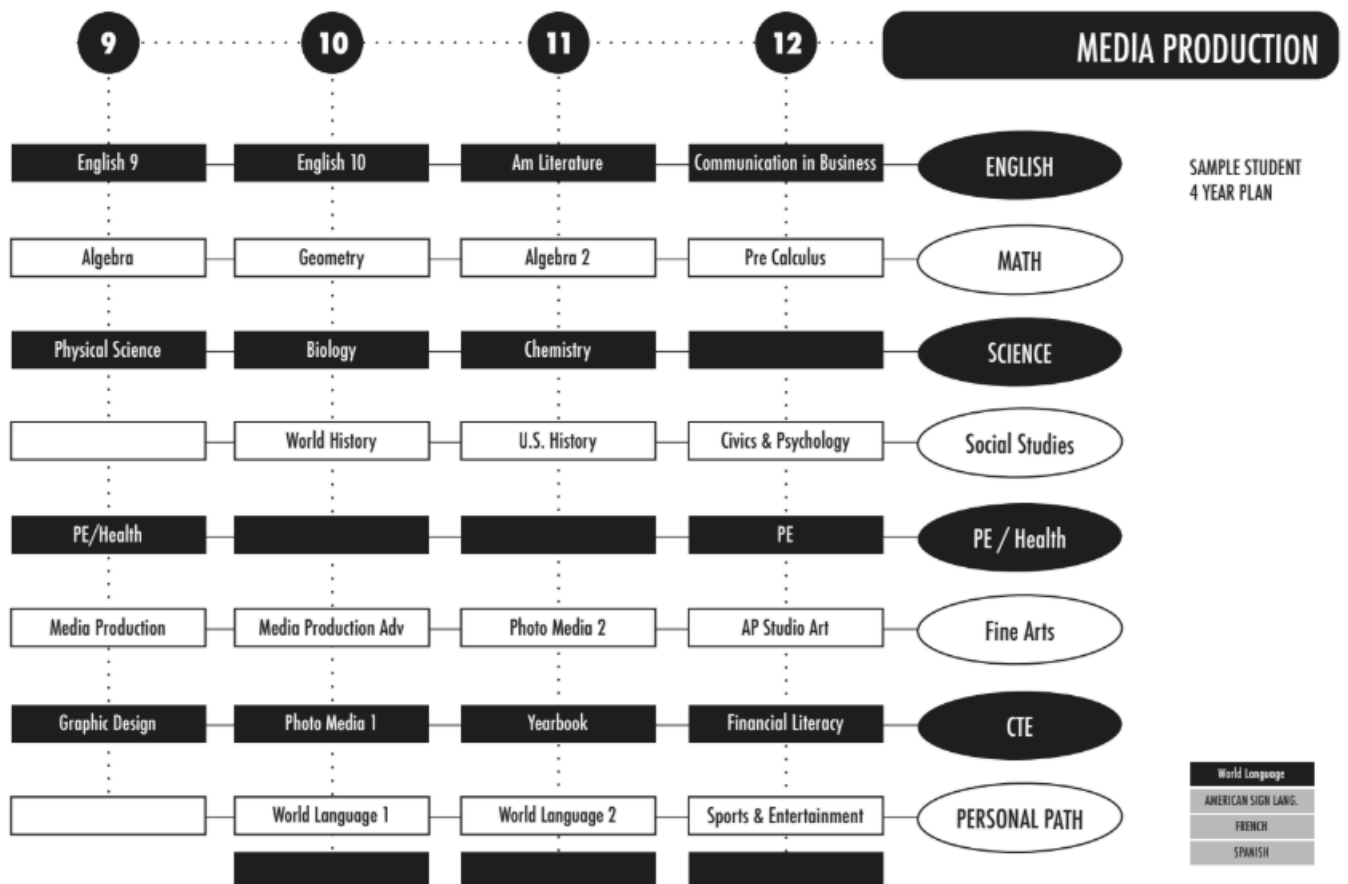 9 10 11 12 MEDIA PRODUCTION
English 9 English 10 Am Literature Communication in Business ENGLISH
SAMPLE STUDENT
4 YEAR PLAN
Algebra Geometry Algebra 2 Pre Calculus MATH
Physical Science Biology Chemistry SCIENCE
World History U.S. History Civics & Psychology Social Studies
PE/Health PE PE / Health
Media Production Media Production Adv Photo Media 2 AP Studio Art Fine Arts
Graphic Design Photo Media 1 Yearbook Financial Literacy CTE
World Language 1 World Language 2 Sports & Entertainment PERSONAL PATH
World Language
AMERICAN SIGN LANG.
FRENCH
SPANISH